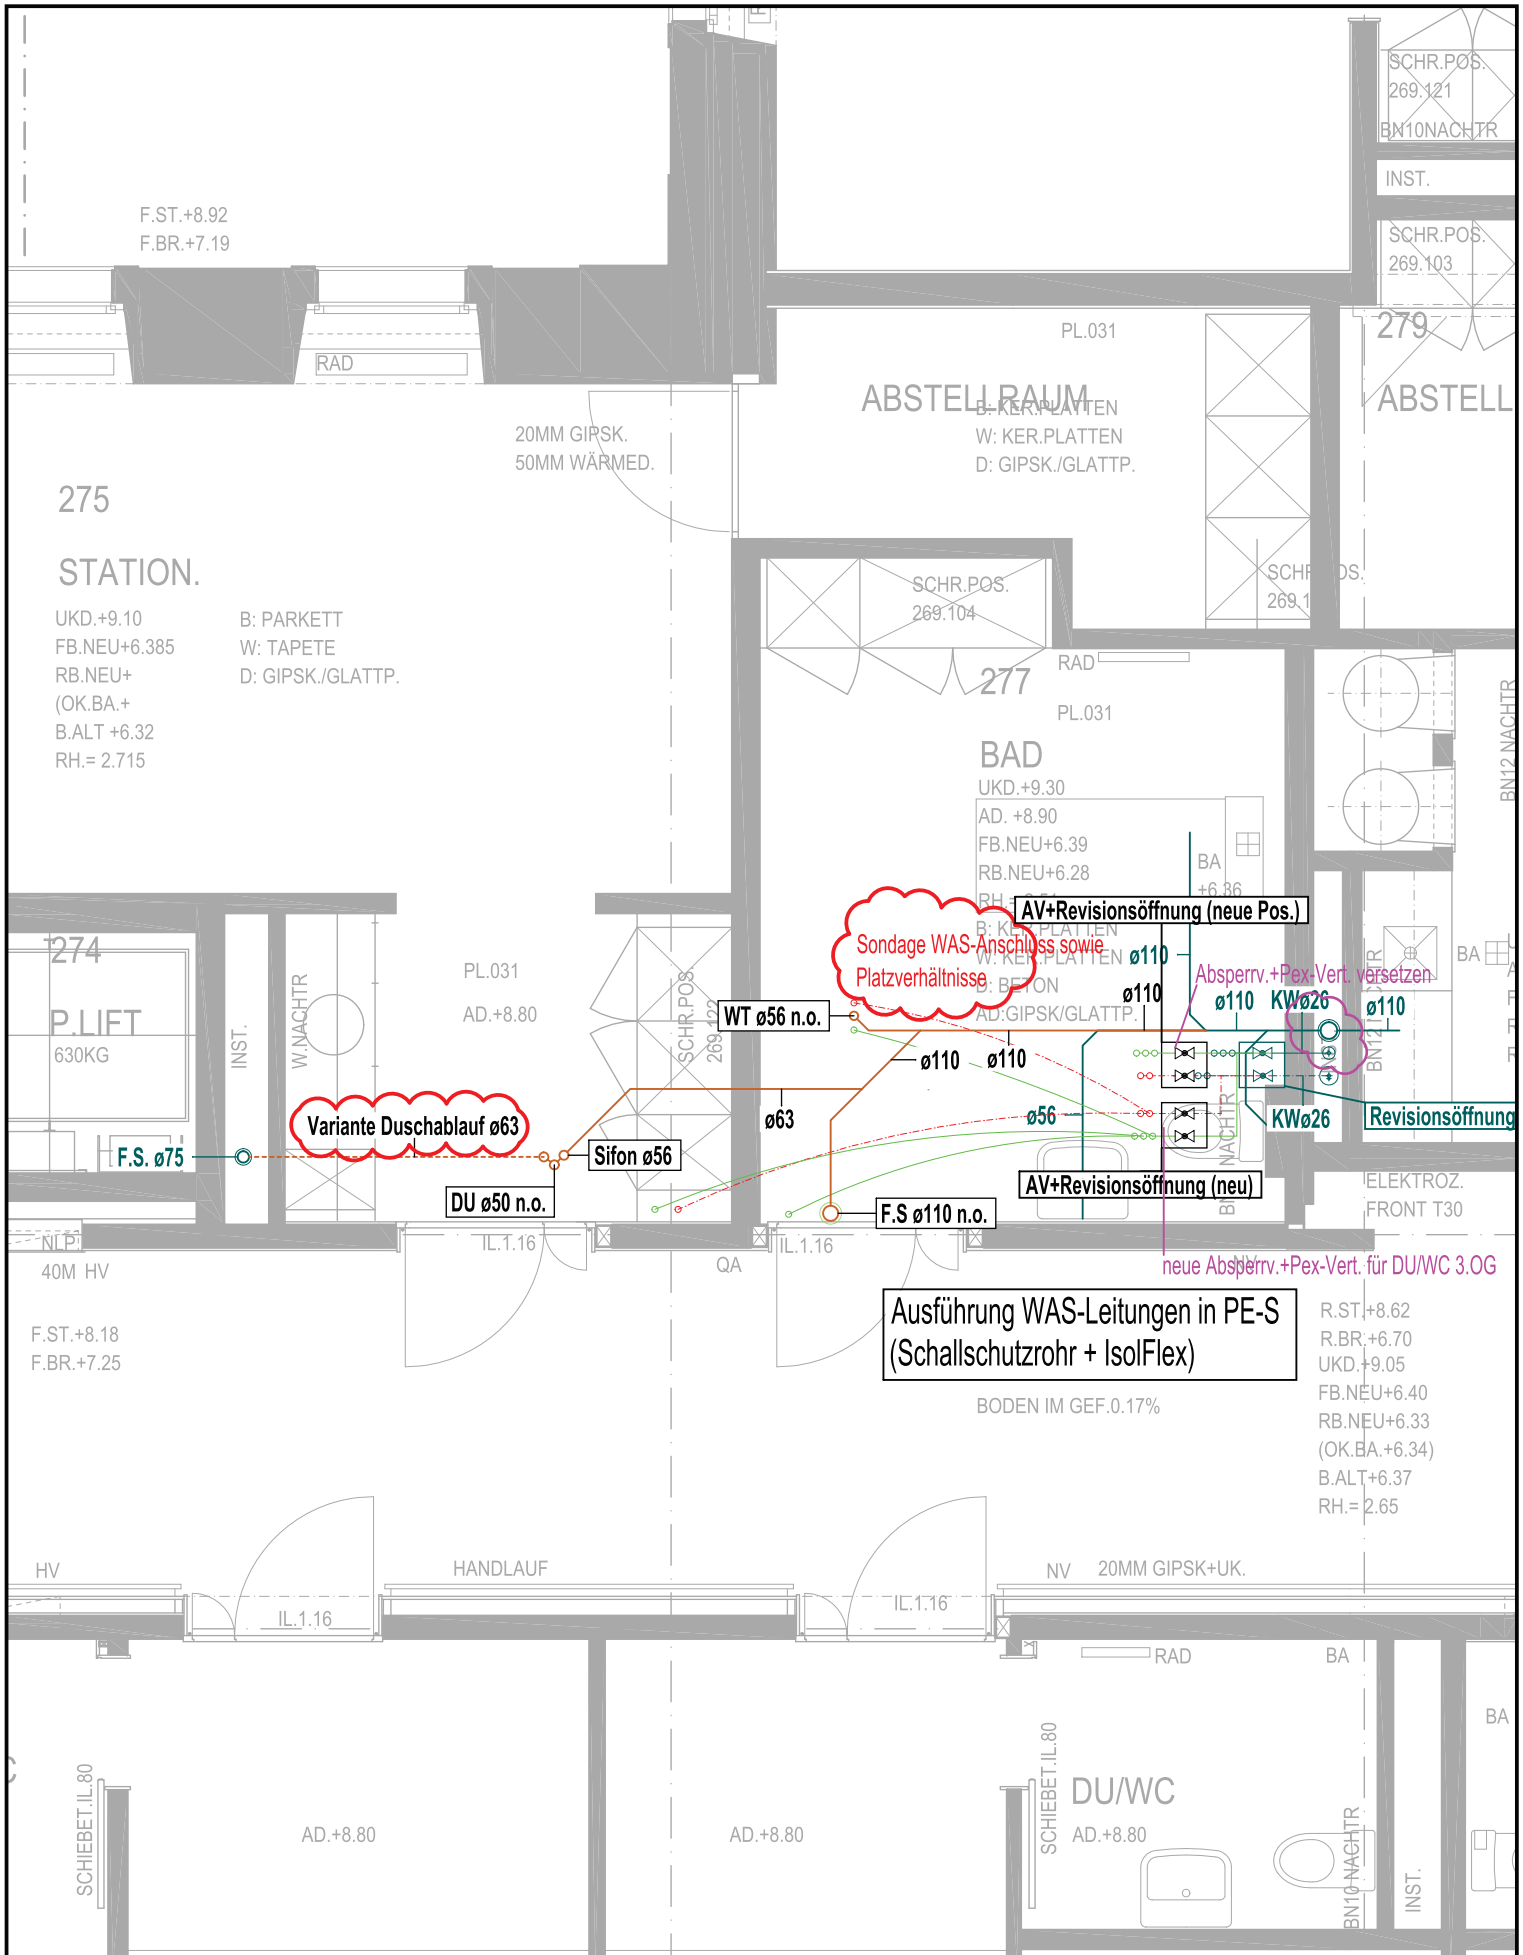 SCHR.POS.
269.121
BN10NACHTR
INST.
F.ST.+8.92
F.BR.+7.19
SCHR.POS.
269.103
279
PL.031
RAD
ABSTELLRAUM
ABSTELL
B: KER.PLATTEN
W: KER.PLATTEN
D: GIPSK./GLATTP.
20MM GIPSK.
50MM WÄRMED.
275
STATION.
UKD.+9.10
FB.NEU+6.385
RB.NEU+
(OK.BA.+
B.ALT +6.32
RH.= 2.715
B: PARKETT
W: TAPETE
D: GIPSK./GLATTP.
SCHR.POS.
269.104
RAD
277
PL.031
BAD
UKD.+9.30
AD. +8.90
FB.NEU+6.39
RB.NEU+6.28
BN12 NACHTR
BA
+6.36
AV+Revisionsöffnung (neue Pos.)
B: KER.PLATTEN
W: KER.PLATTEN
D: BETON
AD:GIPSK/GLATTP.
Sondage WAS-Anschluss sowie
Platzverhältnisse
ø110
Absperrv.+Pex-Vert. versetzen
BA
274
P.LIFT
630KG
INST.
W.NACHTR
PL.031
AD.+8.80
SCHR.POS
WT ø56 n.o.
ø110
ø110
KWø26
ø110
ø110
ø110
ø63
ø56
KWø26
Revisionsöffnung
Variante Duschablauf ø63
F.S. ø75
Sifon ø56
DU ø50 n.o.
F.S ø110 n.o.
AV+Revisionsöffnung (neu)
ELEKTROZ.
FRONT T30
NLP
40M HV
IL.1.16
QA
IL.1.16
neue Absperrv.+Pex-Vert. für DU/WC 3.OG
Ausführung WAS-Leitungen in PE-S
(Schallschutzrohr + IsolFlex)
F.ST.+8.18
F.BR.+7.25
BODEN IM GEF.0.17%
R.ST.+8.62
R.BR.+6.70
UKD.+9.05
FB.NEU+6.40
RB.NEU+6.33
(OK.BA.+6.34)
B.ALT+6.37
RH.= 2.65
HV
HANDLAUF
NV
20MM GIPSK+UK.
IL.1.16
IL.1.16
RAD
BA
BA
SCHIEBET.IL.80
AD.+8.80
AD.+8.80
SCHIEBET.IL.80
DU/WC
AD.+8.80
BN10 NACHTR
INST.